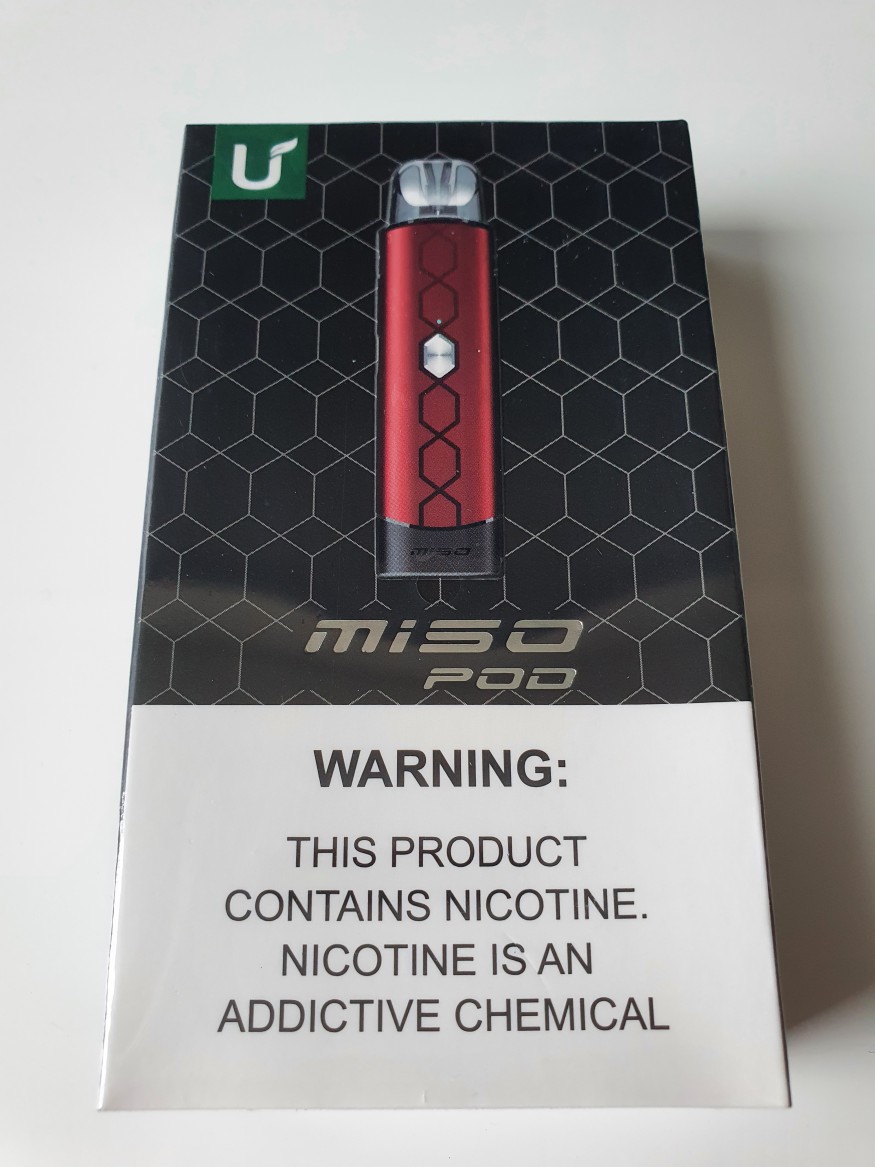 U
miso
miso
POD
WARNING:
THIS PRODUCT
CONTAINS NICOTINE.
NICOTINE IS AN
ADDICTIVE CHEMICAL